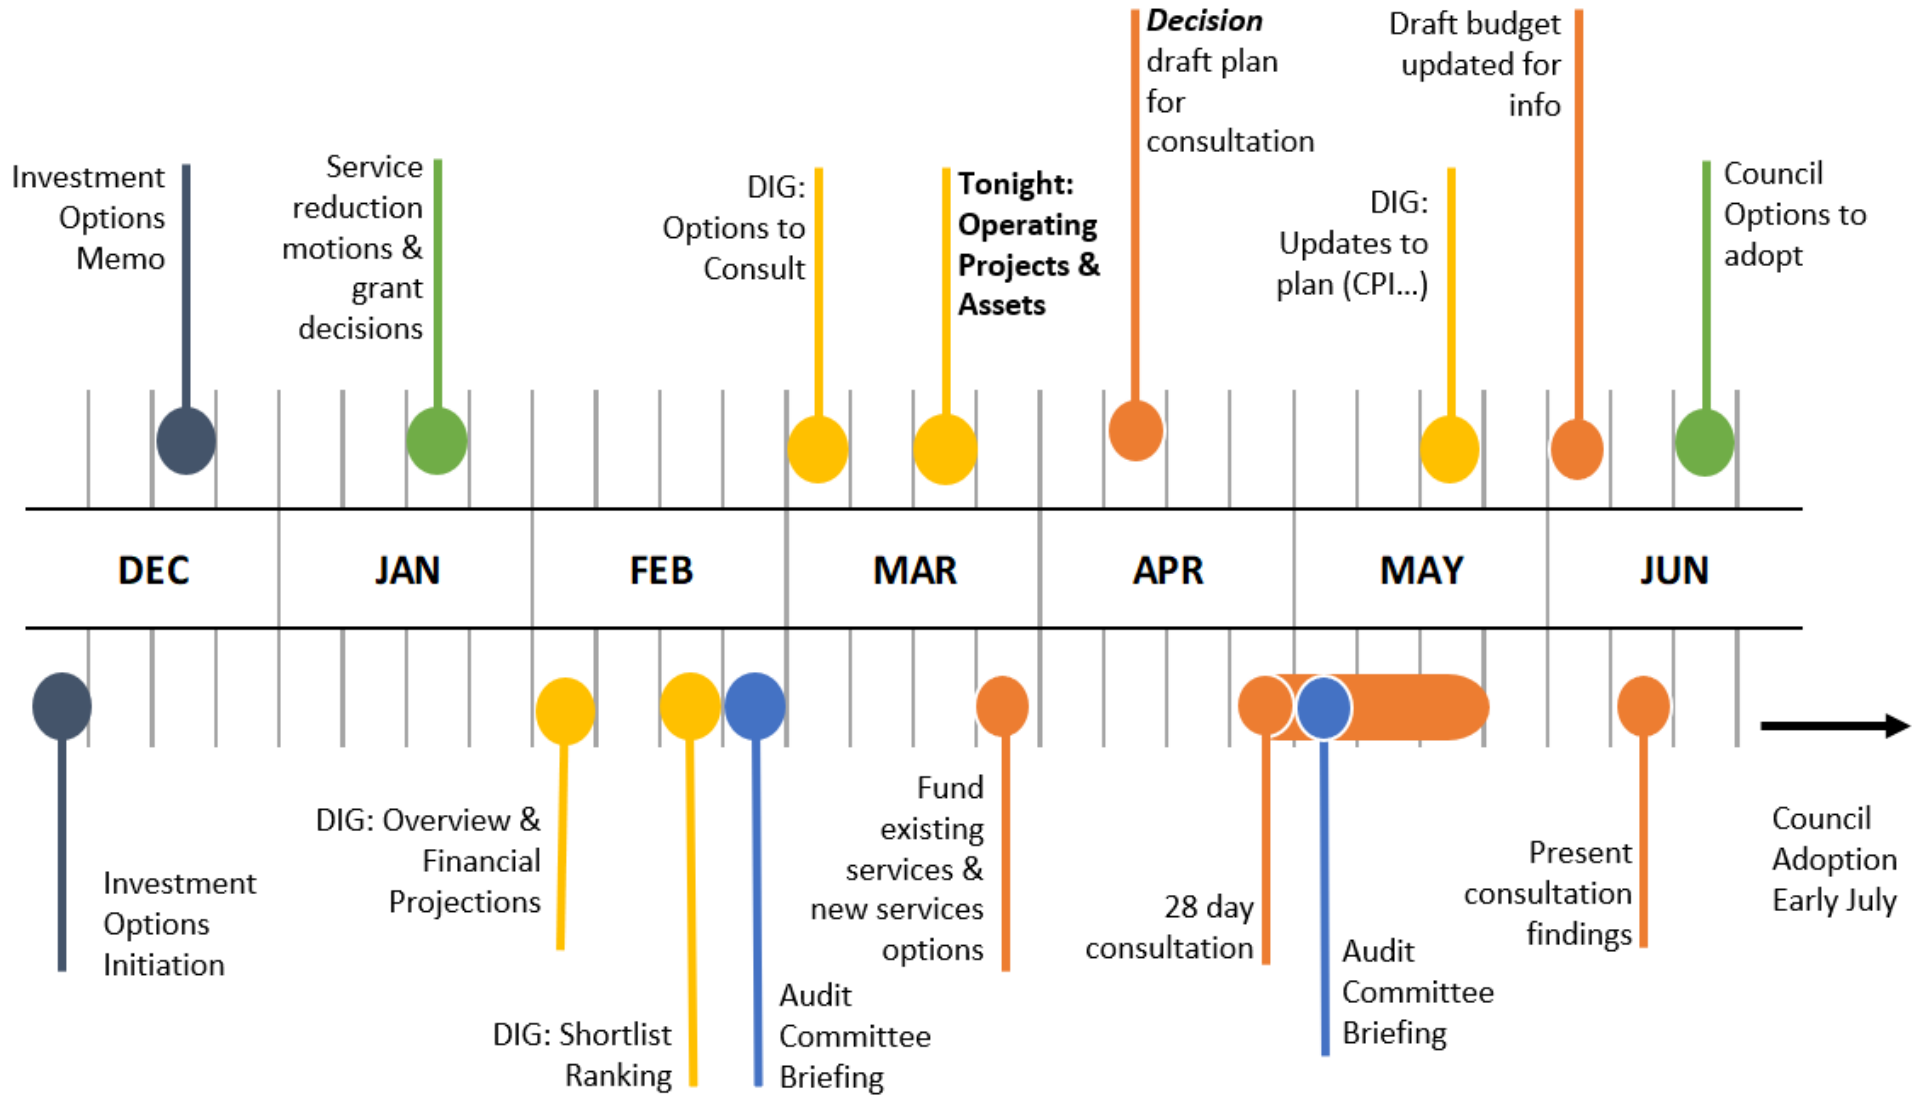 Investment
Options
Memo
Service
reduction
motions &
grant
decisions
DIG:
Options to
Consult
Tonight:
Operating
Projects &
Assets
Decision
draft plan
for
consultation
DIG:
Updates to
plan (CPI...)
Draft budget
updated for
info
Council
Options to
adopt
DEC
JAN
FEB
MAR
APR
MAY
JUN
Investment
Options
Initiation
DIG: Overview &
Financial
Projections
DIG: Shortlist
Ranking
Audit
Committee
Briefing
Fund
existing
services &
new services
options
28 day
consultation
Audit
Committee
Briefing
Present
consultation
findings
Council
Adoption
Early July